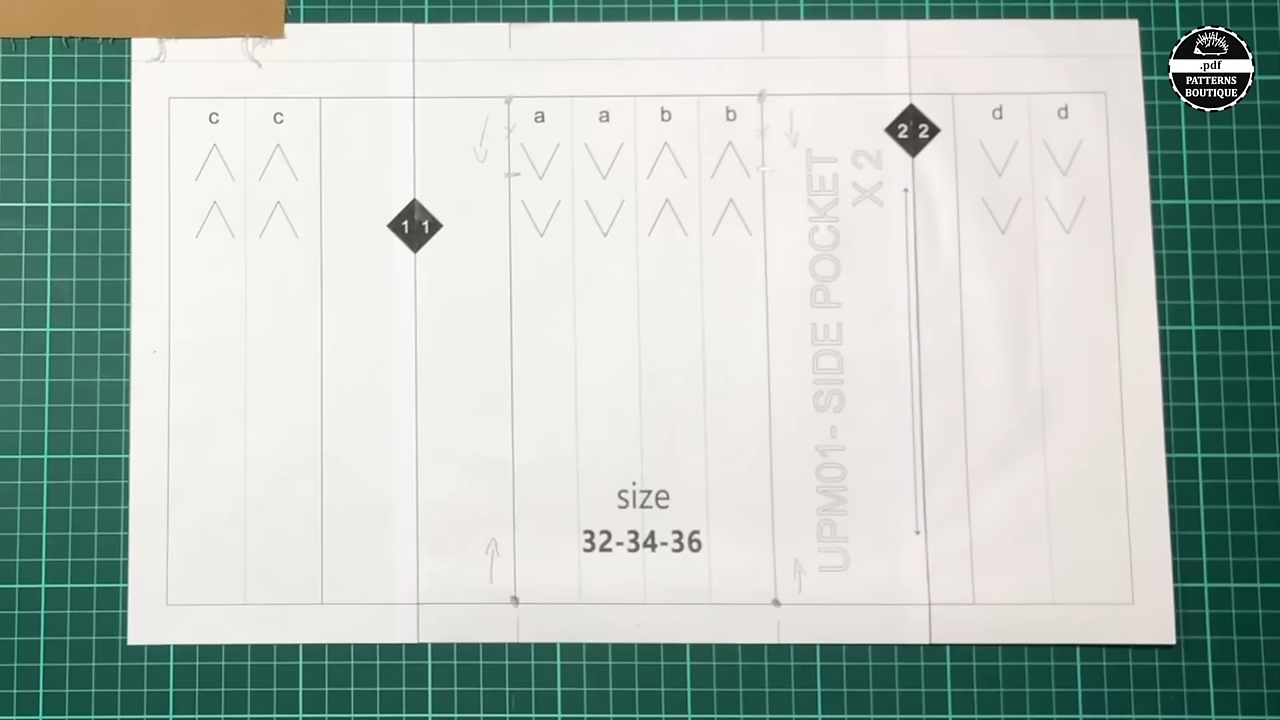 .pdf
PATTERNS
BOUTIQUE
c c a a b b d d
1 1
2 2
UPM01- SIDE POCKET
X 2
size
32-34-36